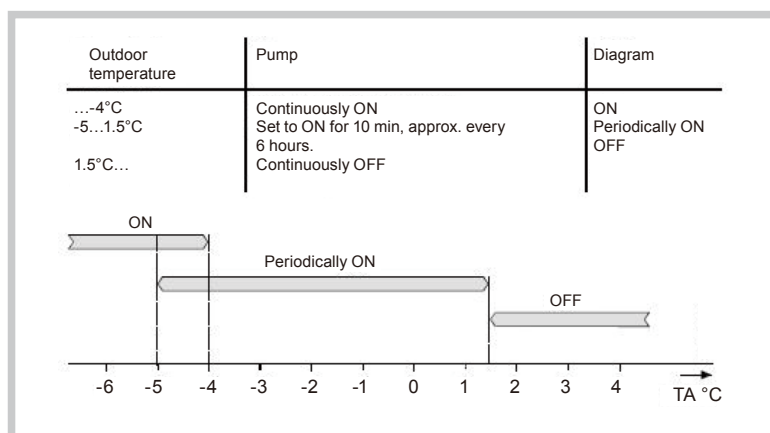 Outdoor
temperature
Pump
Diagram
…-4°C
Continuously ON
ON
-5…1.5°C
Set to ON for 10 min, approx. every
6 hours.
Periodically ON
OFF
1.5°C…
Continuously OFF
ON
Periodically ON
OFF
-6 -5 -4 -3 -2 -1 0 1 2 3 4
TA °C